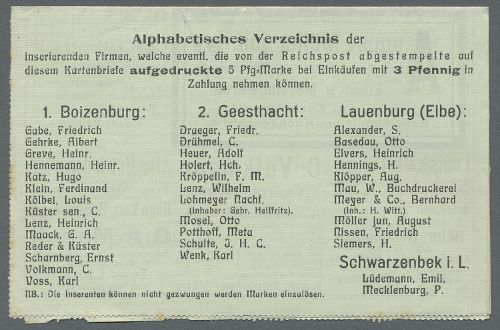 Alphabetisches Verzeichnis der
inserierenden Firmen, welche eventl. die von der Reichspost abgestempelte auf
diesem Kartenbriefe aufgedruckte 5 Pfg-Marke bei Einkäufen mit 3 Pfennig in
Zahlung nehmen können.
1. Boizenburg:
Gabe, Friedrich
Gehrke, Albert
Greve, Heinr.
Hennemann, Heinr.
Katz, Hugo
Klein, Ferdinand
Kölbel, Louis
Küster sen., C.
Lenz, Heinrich
Maack, G. A.
Reder & Küster
Scharnberg, Ernst
Volkmann, C.
Voss, Karl
2. Geesthacht:
Draeger, Friedr.
Drühmel, C.
Heuer, Adolf
Holert, Hch.
Kröppelin, F. M.
Lenz, Wilhelm
Lohmeyer Nachf.
(Inhaber: Gebr. Helffritz).
Mosel, Otto
Potthoff, Meta
Schulte, J. H. C.
Wenk, Karl
Lauenburg (Elbe):
Alexander, S.
Basedau, Otto
Elvers, Heinrich
Hennings, H.
Klöpper, Aug.
Mau, W., Buchdruckerei
Meyer & Co., Bernhard
(Inh.: H. Witt.)
Möller jun, August
Nissen, Friedrich
Siemers, H.
Schwarzenbek i. L.
Lüdemann, Emil.
Mecklenburg, P.
NB.: Die Inserenten können nicht gezwungen werden Marken einzulösen.